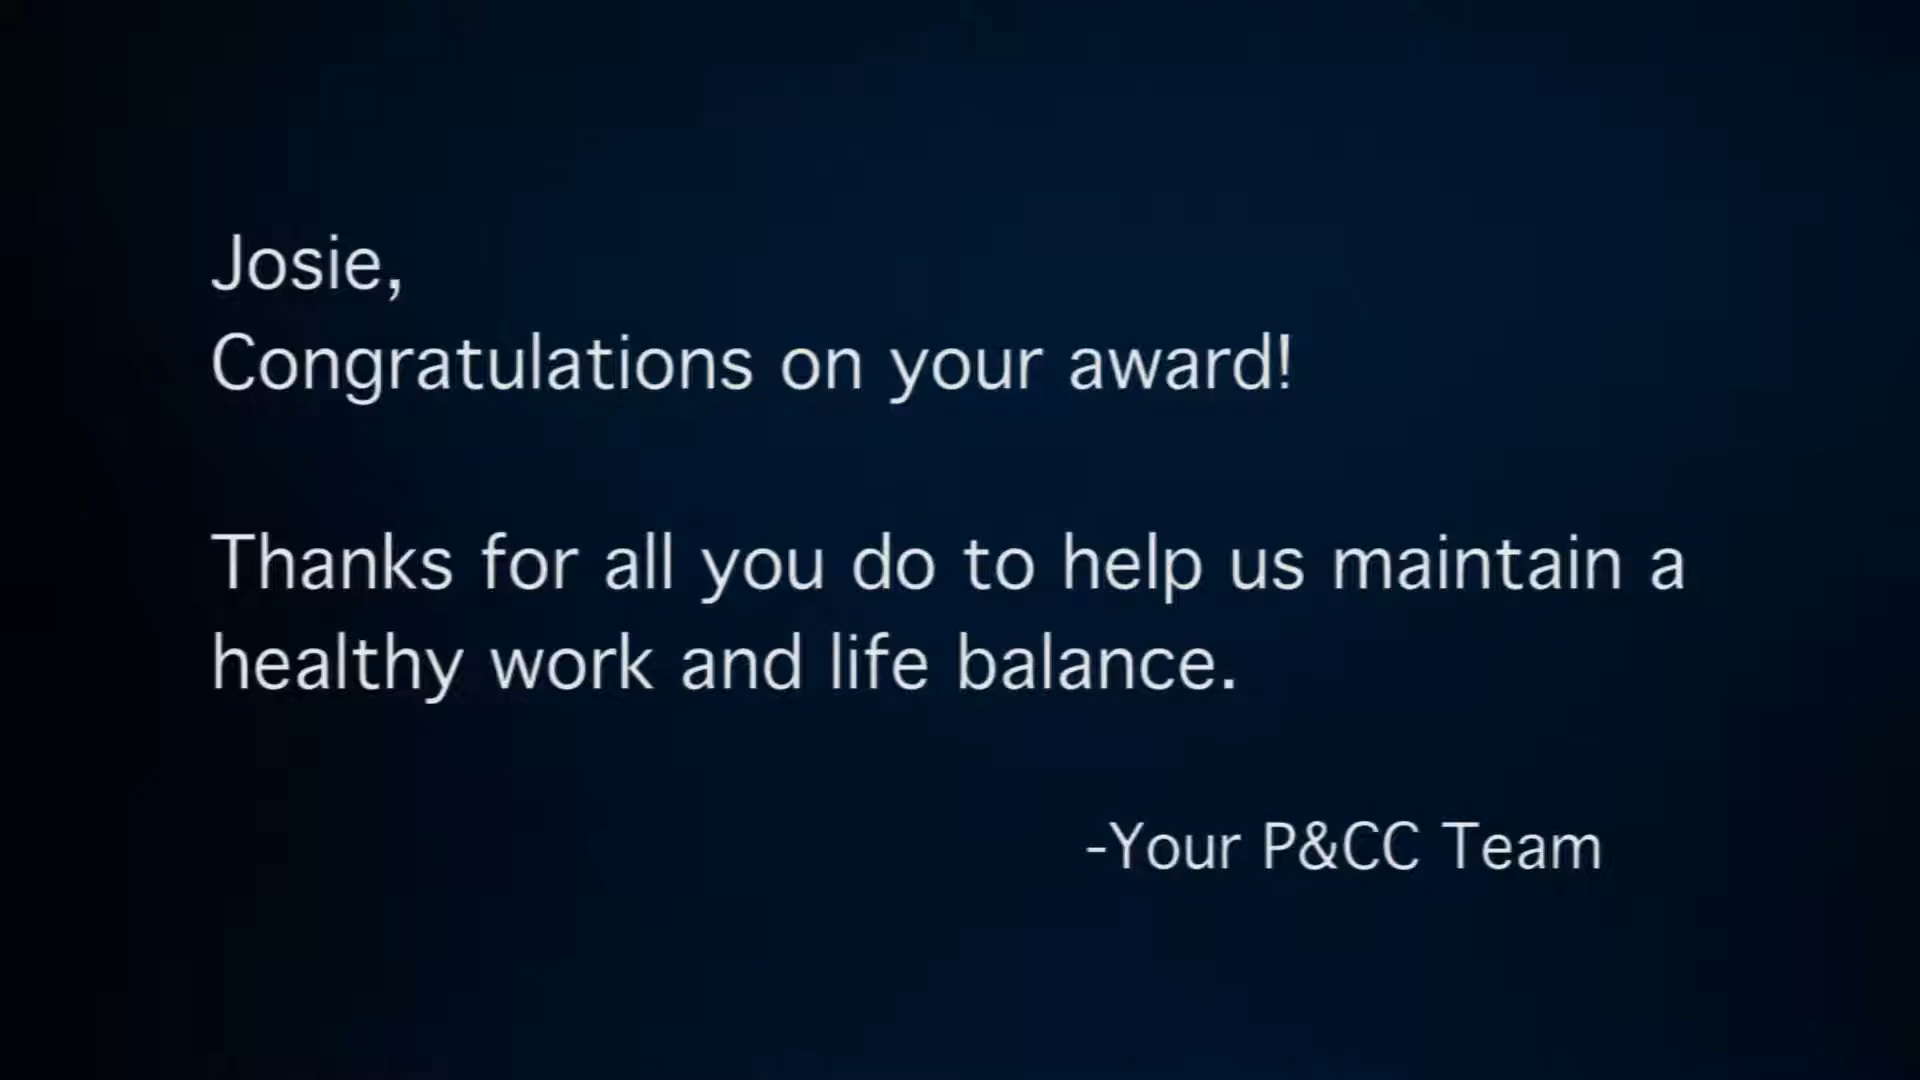 Josie,
Congratulations on your award!
Thanks for all you do to help us maintain a
healthy work and life balance.
-Your P&CC Team